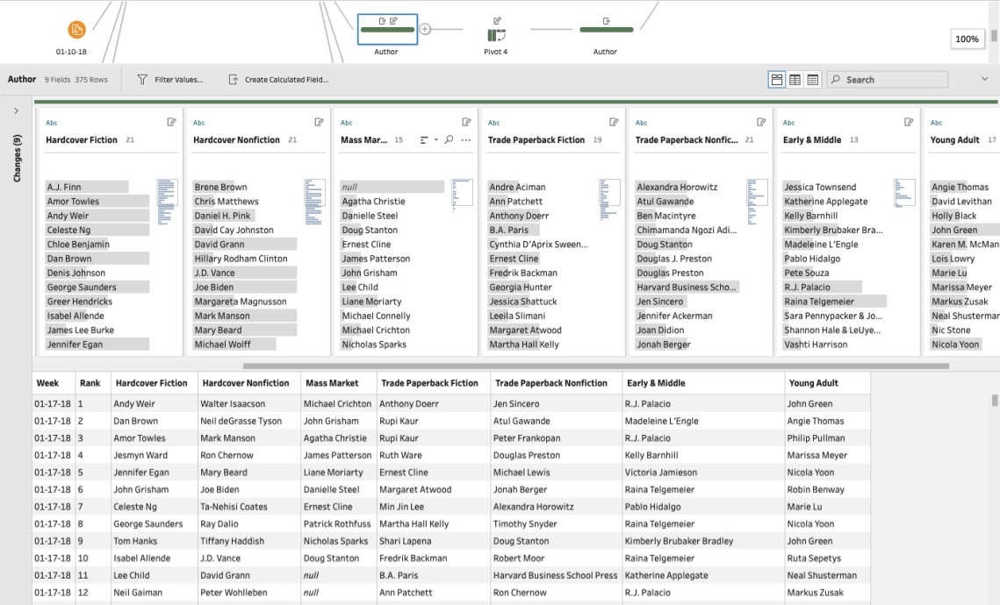 01-10-18
Author
Pivot 4
Author
100%
Author 9 Fields 375 Rows Filter Values... Create Calculated Field... Search
Changes (9)
Abc
Hardcover Fiction 21
A.J. Finn
Amor Towles
Andy Weir
Celeste Ng
Chloe Benjamin
Dan Brown
Denis Johnson
George Saunders
Greer Hendricks
Isabel Allende
James Lee Burke
Jennifer Egan
Abc
Hardcover Nonfiction 21
Brene Brown
Chris Matthews
Daniel H. Pink
David Cay Johnston
David Grann
Hillary Rodham Clinton
J.D. Vance
Joe Biden
Margareta Magnusson
Mark Manson
Mary Beard
Michael Wolff
Abc
Mass Mar... 15
null
Agatha Christie
Danielle Steel
Doug Stanton
Ernest Cline
James Patterson
John Grisham
Lee Child
Liane Moriarty
Michael Connelly
Michael Crichton
Nicholas Sparks
Abc
Trade Paperback Fiction 19
Andre Aciman
Ann Patchett
Anthony Doerr
B.A. Paris
Cynthia D'Aprix Sween...
Ernest Cline
Fredrik Backman
Georgia Hunter
Jessica Shattuck
Leeila Slimani
Margaret Atwood
Martha Hall Kelly
Abc
Trade Paperback Nonfic... 21
Alexandra Horowitz
Atul Gawande
Ben Macintyre
Chimamanda Ngozi Adi...
Doug Stanton
Douglas J. Preston
Douglas Preston
Harvard Business Scho...
Jen Sincero
Jennifer Ackerman
Joan Didion
Jonah Berger
Abc
Early & Middle 13
Jessica Townsend
Katherine Applegate
Kelly Barnhill
Kimberly Brubaker Bra...
Madeleine L'Engle
Pablo Hidalgo
Pete Souza
R.J. Palacio
Raina Telgemeier
Sara Pennypacker & Jo...
Shannon Hale & LeUye...
Vashti Harrison
Abc
Young Adult 17
Angie Thomas
David Levithan
Holly Black
John Green
Karen M. McMan
Lois Lowry
Marie Lu
Marissa Meyer
Markus Zusak
Neal Shusterman
Nic Stone
Nicola Yoon
Week Rank Hardcover Fiction Hardcover Nonfiction Mass Market Trade Paperback Fiction Trade Paperback Nonfiction Early & Middle Young Adult
01-17-18 1 Andy Weir Walter Isaacson Michael Crichton Anthony Doerr Jen Sincero R.J. Palacio John Green
01-17-18 2 Dan Brown Neil deGrasse Tyson John Grisham Rupi Kaur Atul Gawande Madeleine L'Engle Angie Thomas
01-17-18 3 Amor Towles Mark Manson Agatha Christie Rupi Kaur Peter Frankopan R.J. Palacio Philip Pullman
01-17-18 4 Jesmyn Ward Ron Chernow James Patterson Ruth Ware Douglas Preston Kelly Barnhill Marissa Meyer
01-17-18 5 Jennifer Egan Mary Beard Liane Moriarty Ernest Cline Michael Lewis Victoria Jamieson Nicola Yoon
01-17-18 6 John Grisham Joe Biden Danielle Steel Margaret Atwood Jonah Berger Raina Telgemeier Robin Benway
01-17-18 7 Celeste Ng Ta-Nehisi Coates Ernest Cline Min Jin Lee Alexandra Horowitz Pablo Hidalgo Marie Lu
01-17-18 8 George Saunders Ray Dalio Patrick Rothfuss Martha Hall Kelly Timothy Snyder Raina Telgemeier Nicola Yoon
01-17-18 9 Tom Hanks Tiffany Haddish Nicholas Sparks Shari Lapena Doug Stanton Kimberly Brubaker Bradley John Green
01-17-18 10 Isabel Allende J.D. Vance Doug Stanton Fredrik Backman Robert Moor Raina Telgemeier Ruta Sepetys
01-17-18 11 Lee Child David Grann null B.A. Paris Harvard Business School Press Katherine Applegate Neal Shusterman
01-17-18 12 Neil Gaiman Peter Wohlleben null Ann Patchett Ron Chernow R.J. Palacio Markus Zusak